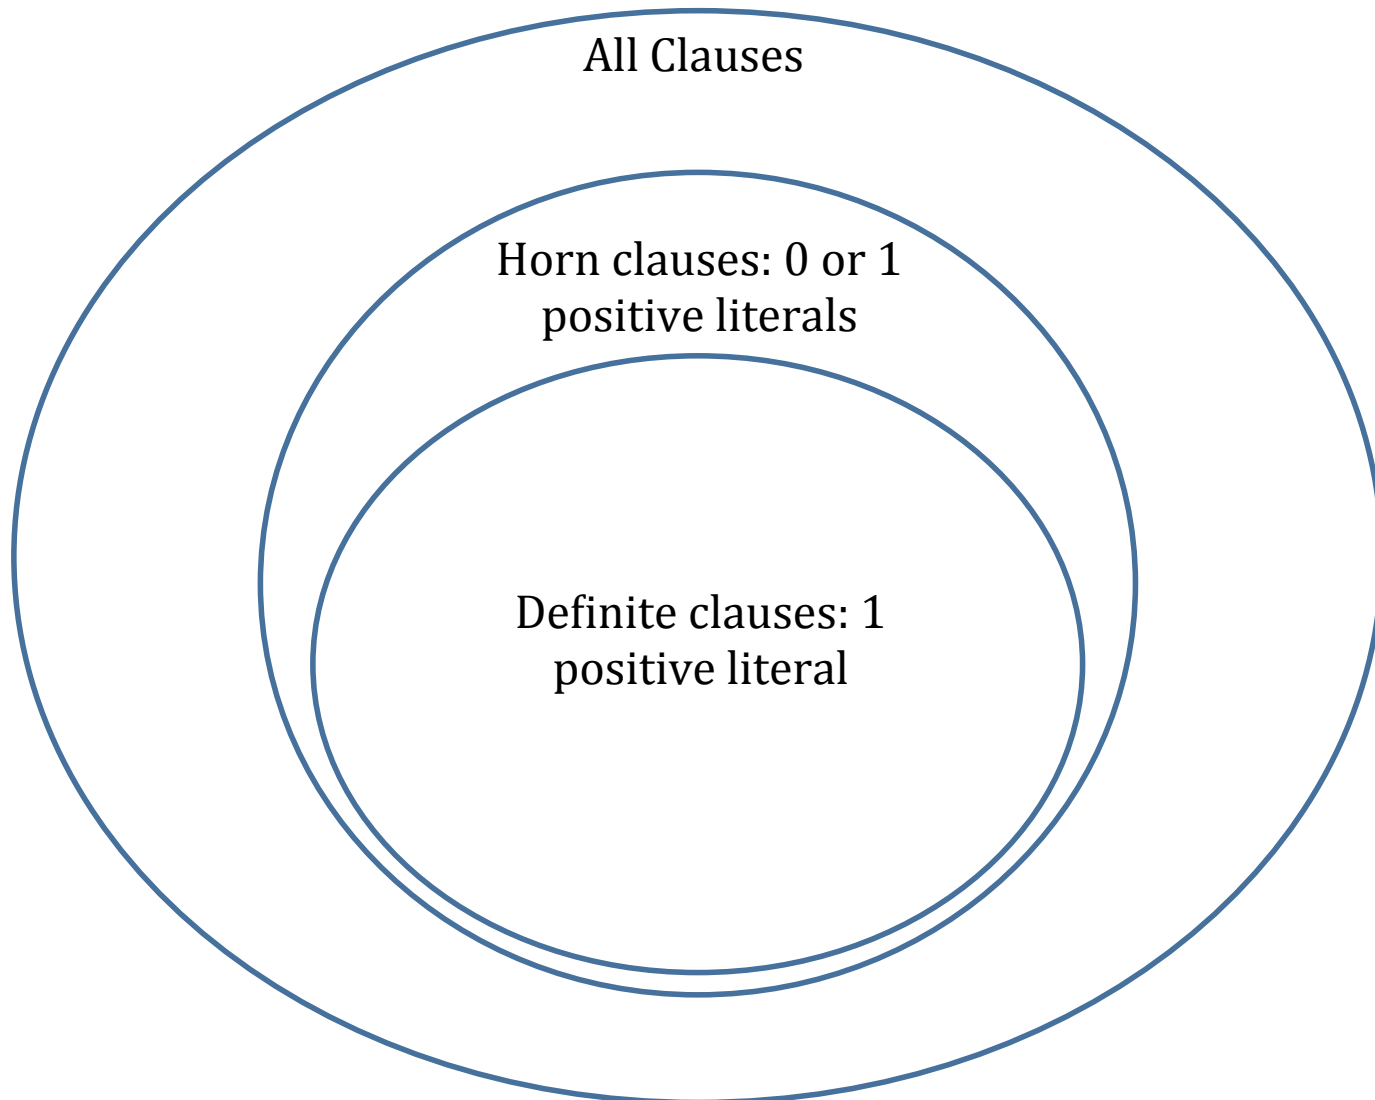 All Clauses
Horn clauses: 0 or 1
positive literals
Definite clauses: 1
positive literal